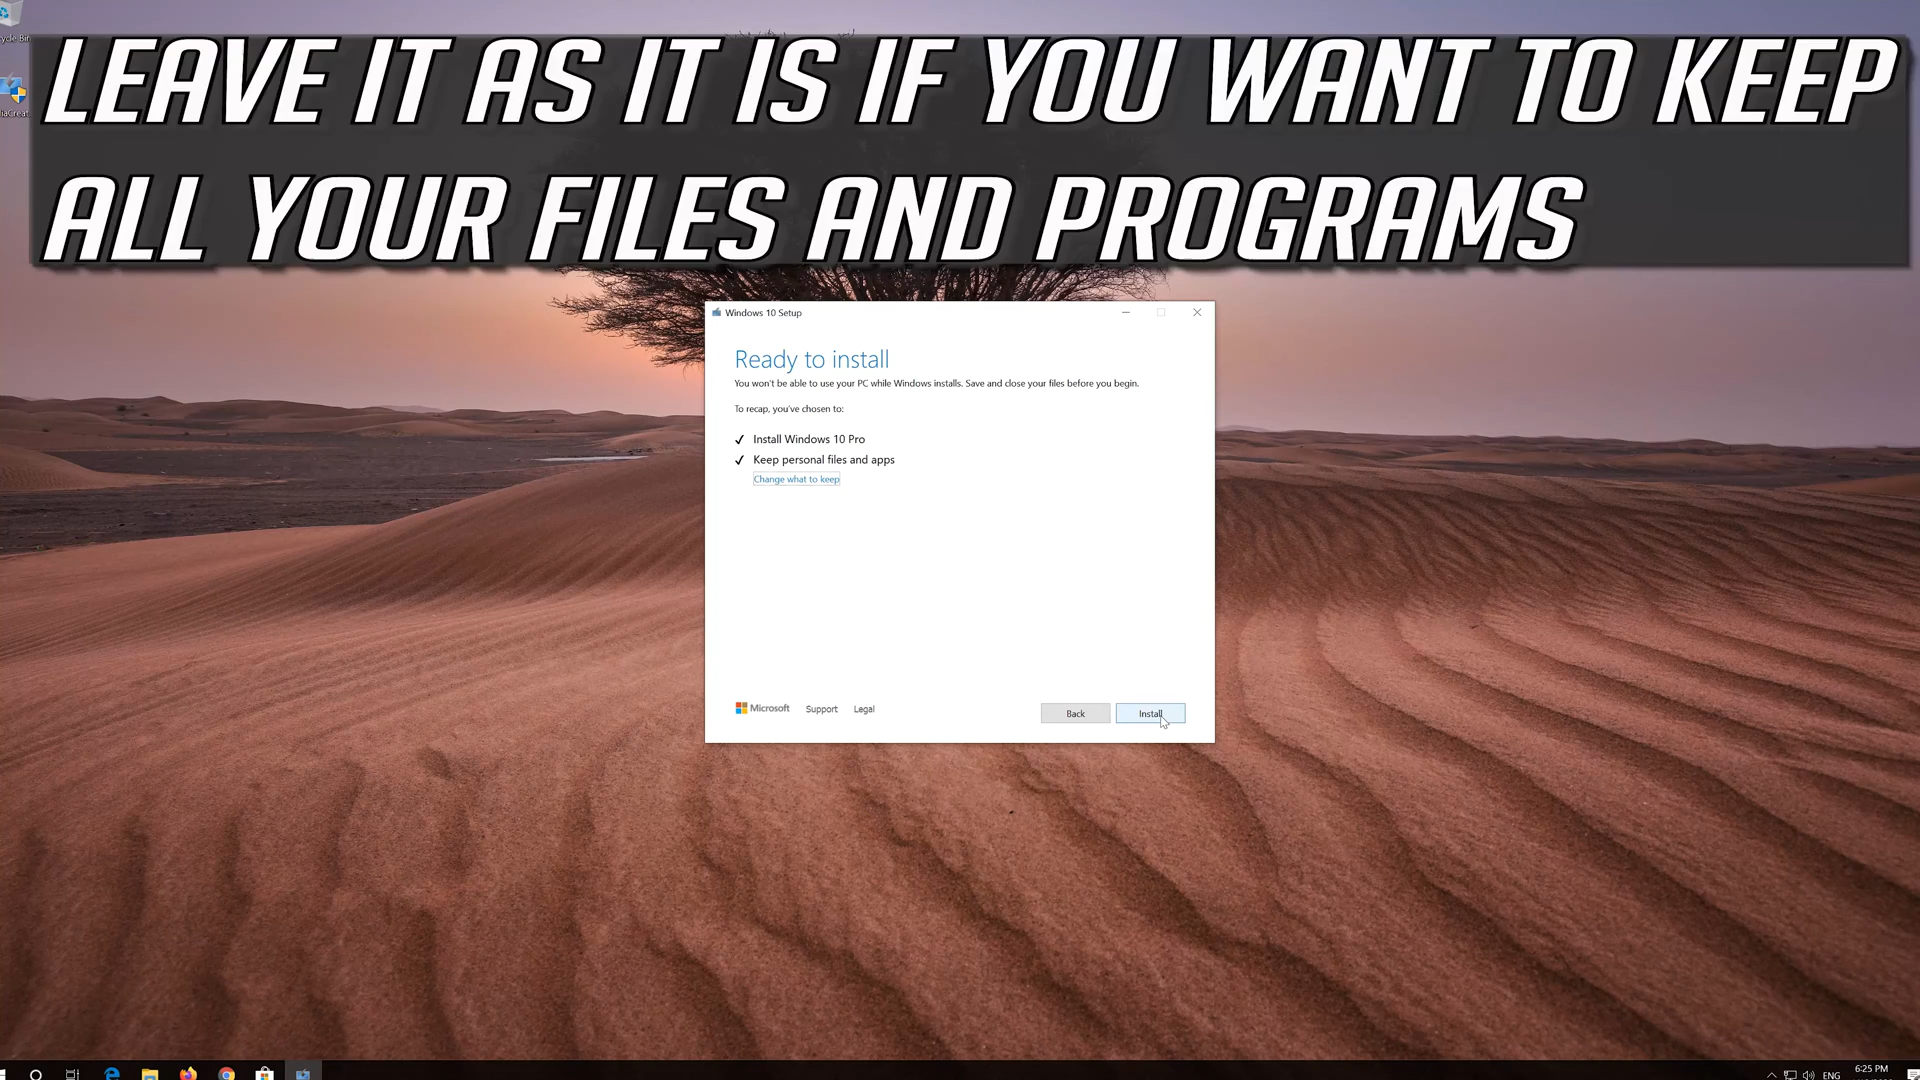 LEAVE IT AS IT IS IF YOU WANT TO KEEP
ALL YOUR FILES AND PROGRAMS
Windows 10 Setup
Ready to install
You won't be able to use your PC while Windows installs. Save and close your files before you begin.
To recap, you've chosen to:
Install Windows 10 Pro
Keep personal files and apps
Change what to keep
Microsoft Support Legal
Back Install
ENG
6:25 PM